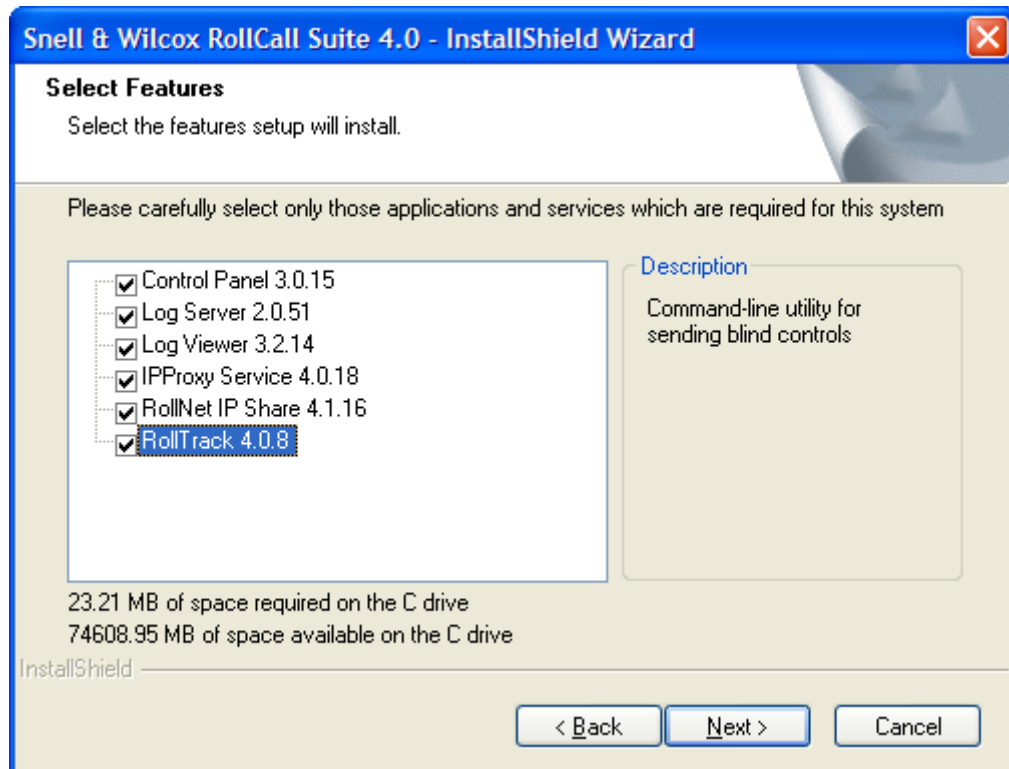 Snell & Wilcox RollCall Suite 4.0 - InstallShield Wizard
Select Features
Select the features setup will install.
Please carefully select only those applications and services which are required for this system
Control Panel 3.0.15
Log Server 2.0.51
Log Viewer 3.2.14
IPProxy Service 4.0.18
RollNet IP Share 4.1.16
RollTrack 4.0.8
Description
Command-line utility for
sending blind controls
23.21 MB of space required on the C drive
74608.95 MB of space available on the C drive
InstallShield
< Back
Next >
Cancel